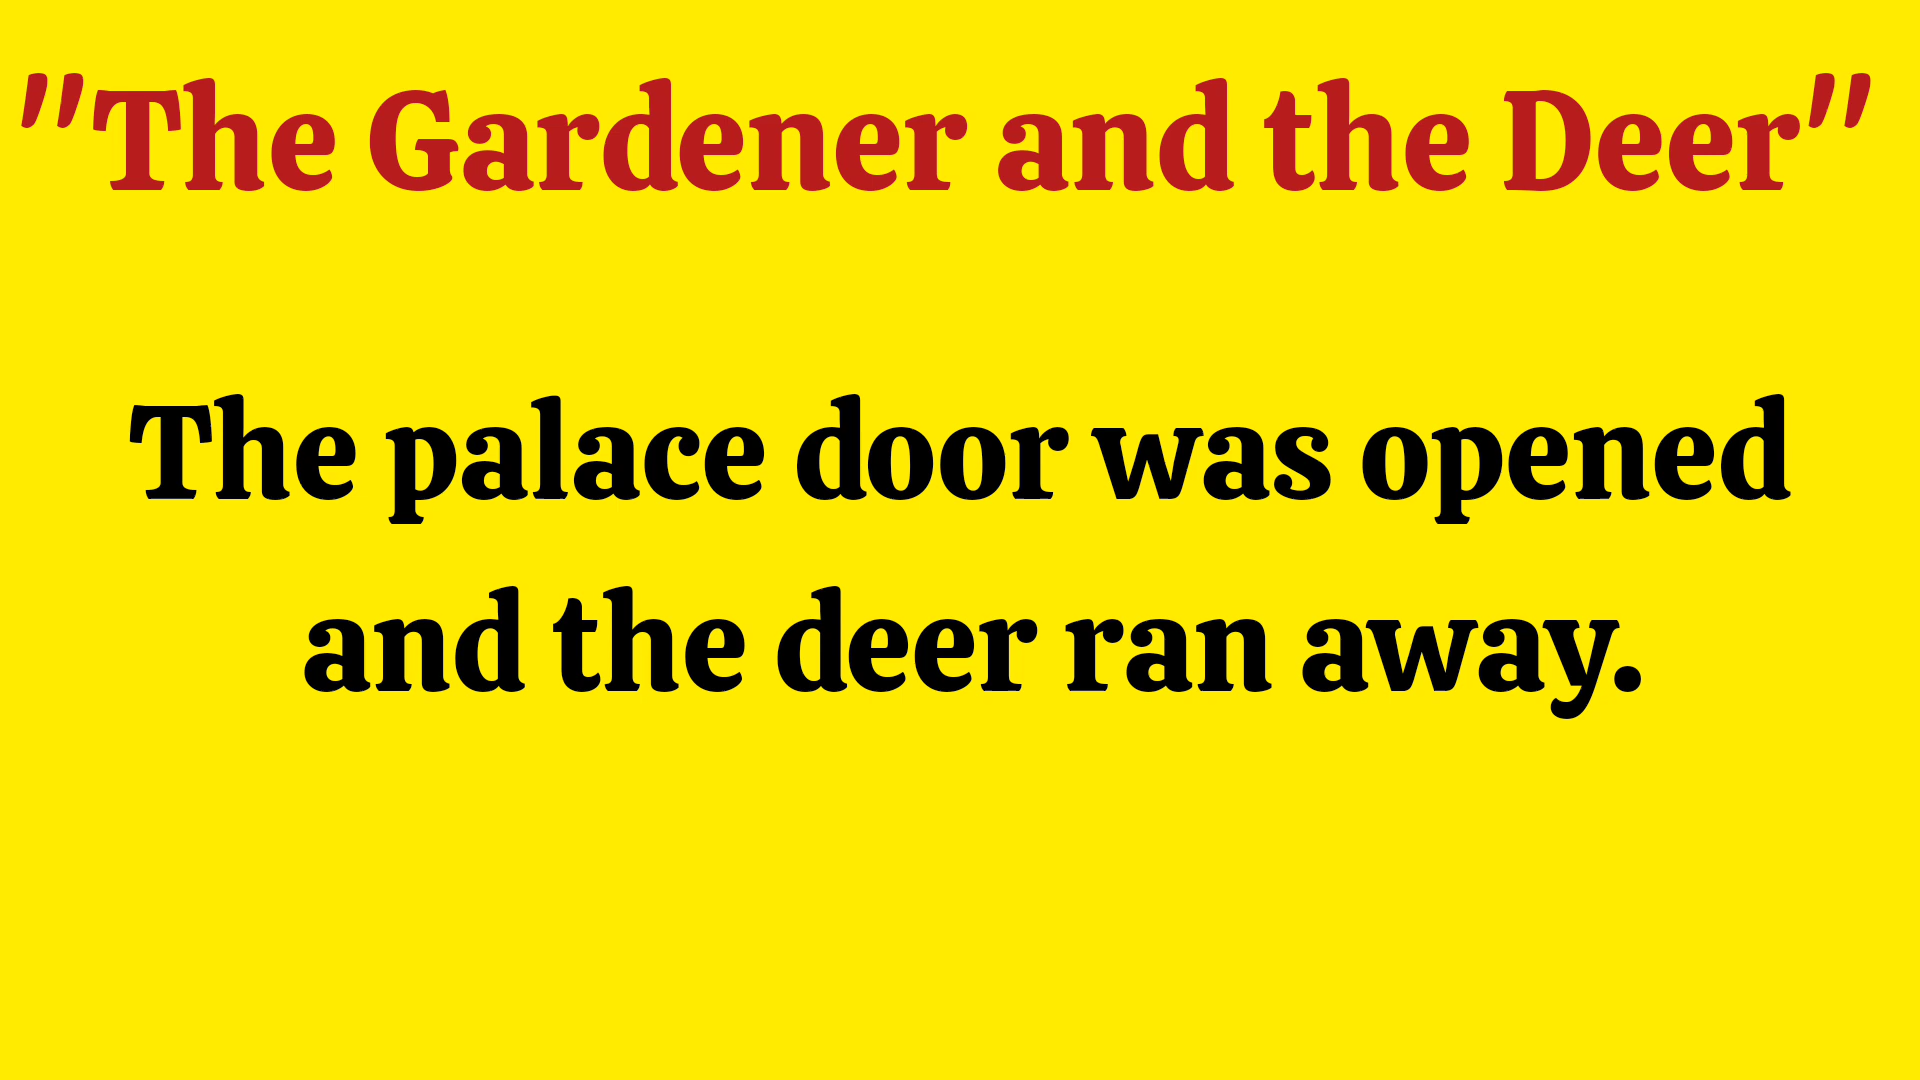 "The Gardener and the Deer"
The palace door was opened
and the deer ran away.